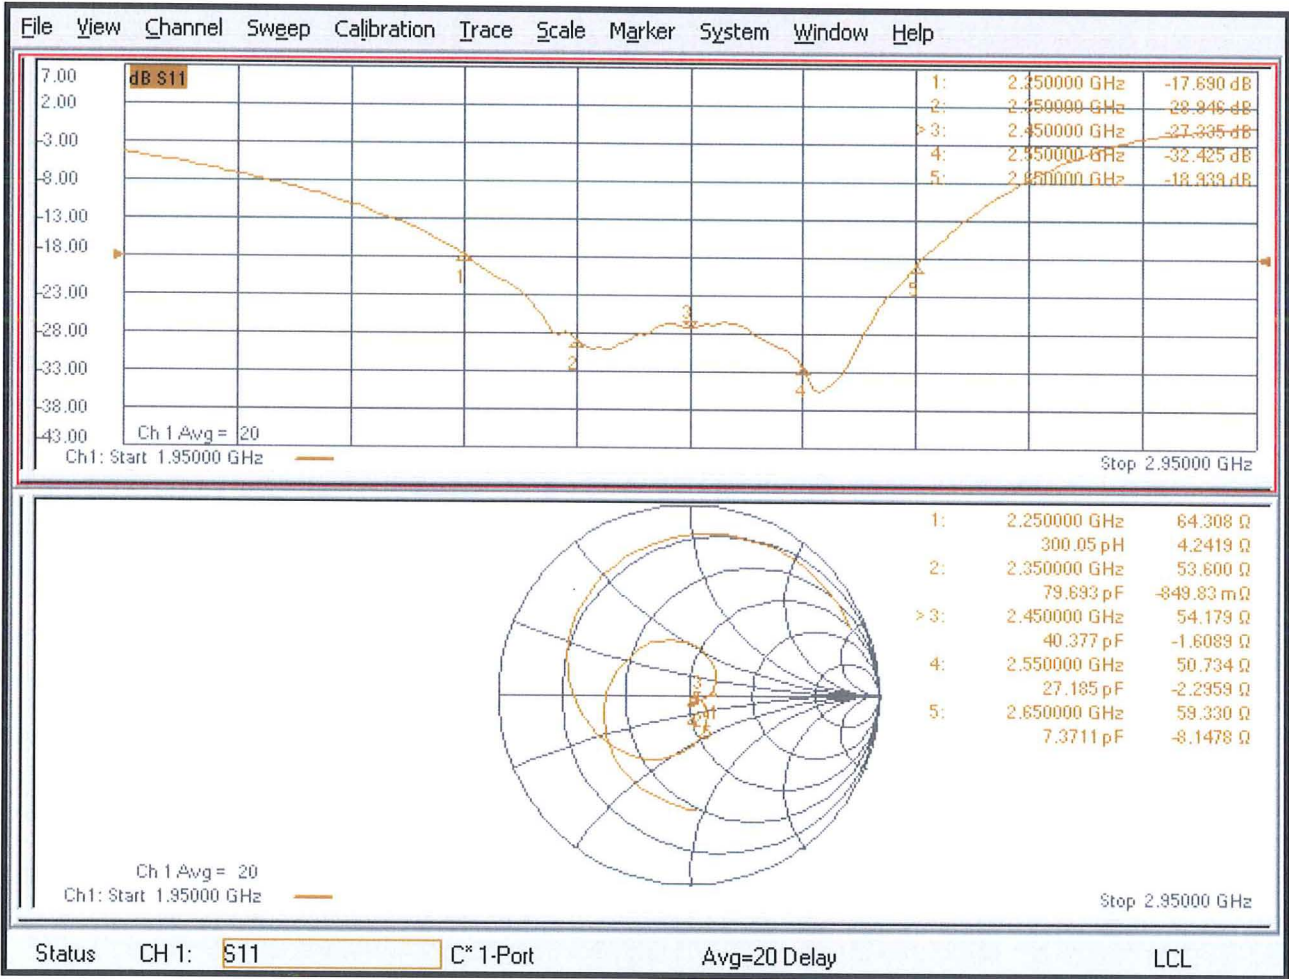 File View Channel Sweep Calibration Trace Scale Marker System Window Help
7.00
2.00
-3.00
-8.00
-13.00
-18.00
-23.00
-28.00
-33.00
-38.00
-43.00
dB S11
1: 2.250000 GHz -17.690 dB
2: 2.350000 GHz -28.946 dB
> 3: 2.450000 GHz -27.335 dB
4: 2.550000 GHz -32.425 dB
5: 2.650000 GHz -18.939 dB
1
2
3
4
5
Ch 1 Avg = 20
Ch1: Start 1.95000 GHz
Stop 2.95000 GHz
1: 2.250000 GHz 64.308 Ω
300.05 pH 4.2419 Ω
2: 2.350000 GHz 53.600 Ω
79.693 pF -849.83 mΩ
> 3: 2.450000 GHz 54.179 Ω
40.377 pF -1.6089 Ω
4: 2.550000 GHz 50.734 Ω
27.185 pF -2.2959 Ω
5: 2.650000 GHz 59.330 Ω
7.3711 pF -8.1478 Ω
3
Ch 1 Avg = 20
Ch1: Start 1.95000 GHz
Stop 2.95000 GHz
Status CH 1: S11 C* 1-Port Avg=20 Delay LCL